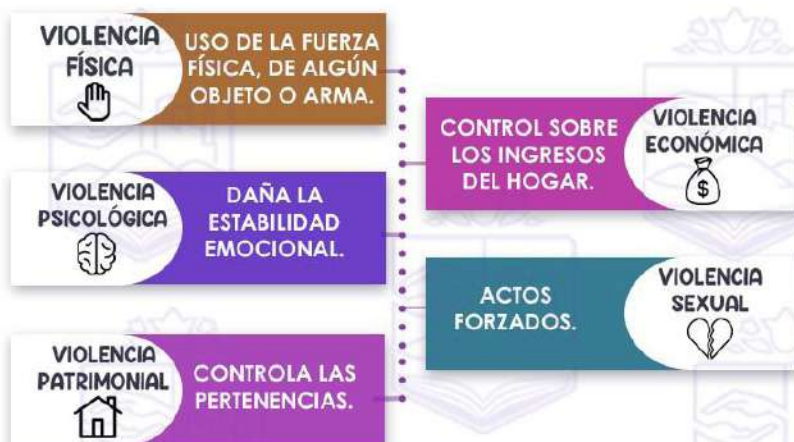 VIOLENCIA
FÍSICA
USO DE LA FUERZA
FÍSICA, DE ALGÚN
OBJETO O ARMA.
CONTROL SOBRE
LOS INGRESOS
DEL HOGAR.
VIOLENCIA
ECONÓMICA
$
VIOLENCIA
PSICOLÓGICA
DAÑA LA
ESTABILIDAD
EMOCIONAL.
ACTOS
FORZADOS.
VIOLENCIA
SEXUAL
VIOLENCIA
PATRIMONIAL
CONTROLA LAS
PERTENENCIAS.